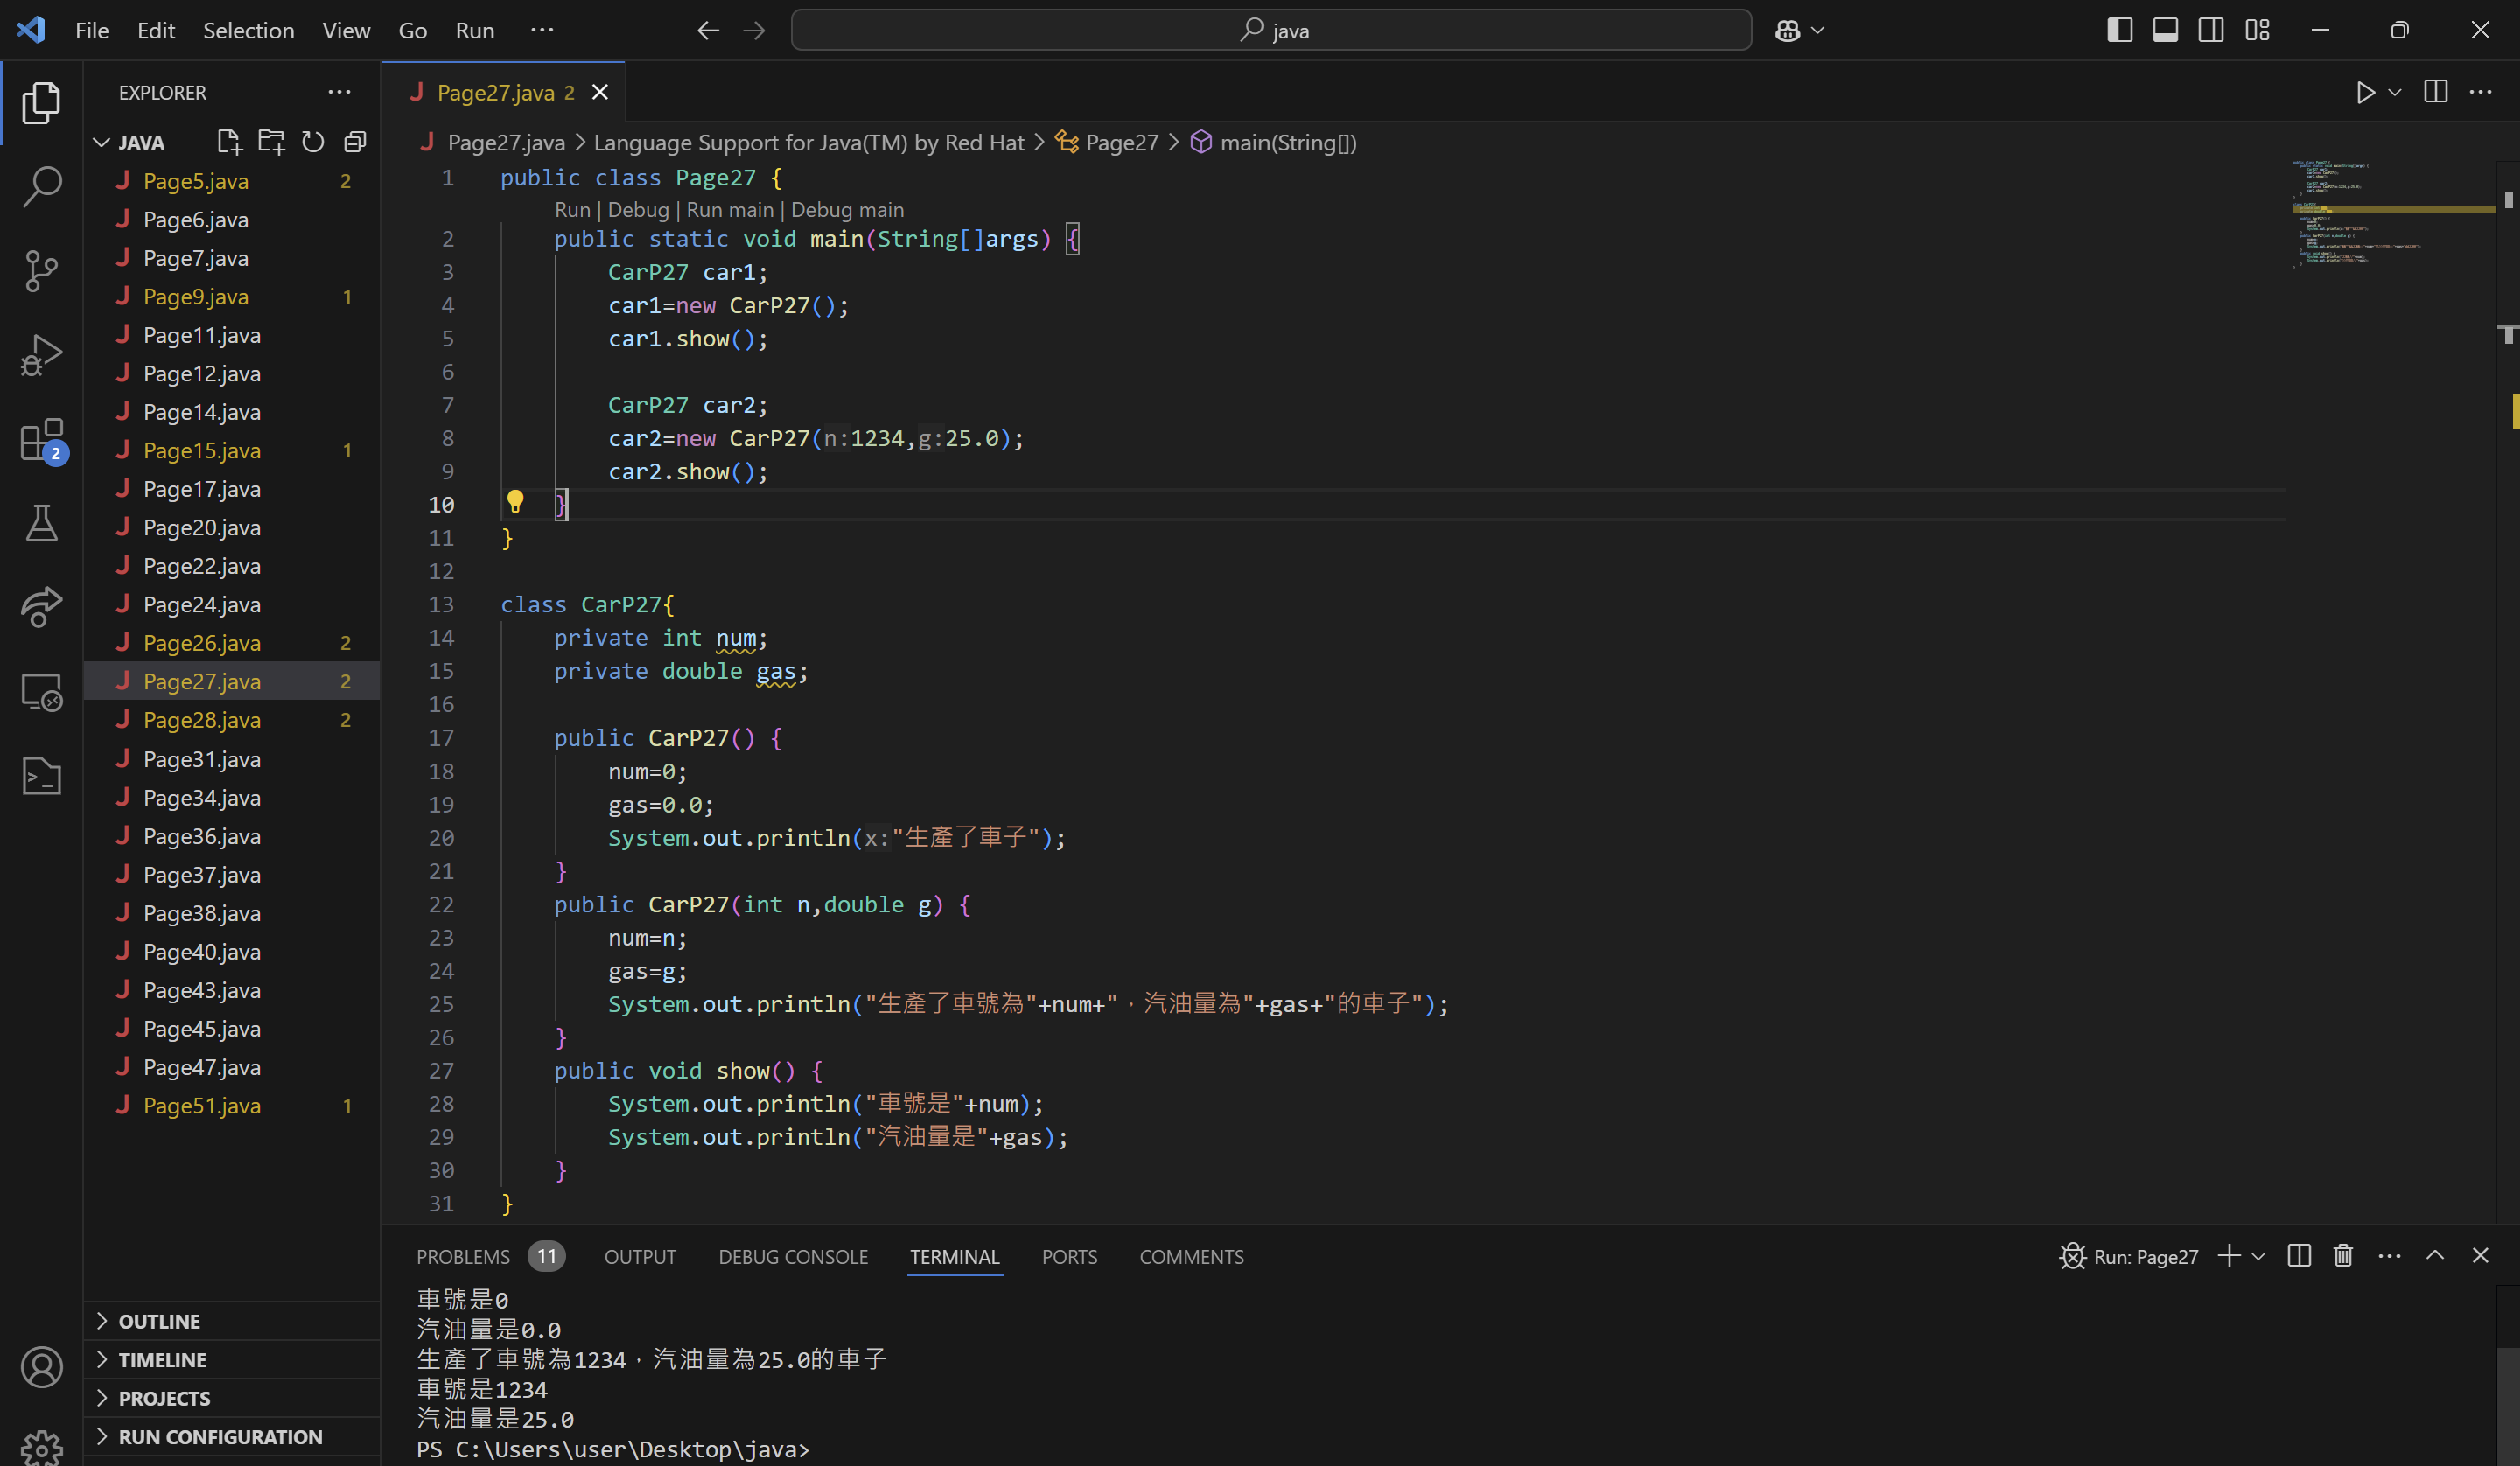 File Edit Selection View Go Run ··· java
EXPLORER ···
JAVA
Page5.java 2
Page6.java
Page7.java
Page9.java 1
Page11.java
Page12.java
Page14.java
Page15.java 1
Page17.java
Page20.java
Page22.java
Page24.java
Page26.java 2
Page27.java 2
Page28.java 2
Page31.java
Page34.java
Page36.java
Page37.java
Page38.java
Page40.java
Page43.java
Page45.java
Page47.java
Page51.java 1
OUTLINE
TIMELINE
PROJECTS
RUN CONFIGURATION
2
Page27.java 2
Page27.java > Language Support for Java(TM) by Red Hat > Page27 > main(String[])
1 public class Page27 {
Run | Debug | Run main | Debug main
2 public static void main(String[]args) {
3 CarP27 car1;
4 car1=new CarP27();
5 car1.show();
6
7 CarP27 car2;
8 car2=new CarP27(n:1234,g:25.0);
9 car2.show();
10 }
11 }
12
13 class CarP27{
14 private int num;
15 private double gas;
16
17 public CarP27() {
18 num=0;
19 gas=0.0;
20 System.out.println(x:"生產了車子");
21 }
22 public CarP27(int n,double g) {
23 num=n;
24 gas=g;
25 System.out.println("生產了車號為"+num+"，汽油量為"+gas+"的車子");
26 }
27 public void show() {
28 System.out.println("車號是"+num);
29 System.out.println("汽油量是"+gas);
30 }
31 }
PROBLEMS 11 OUTPUT DEBUG CONSOLE TERMINAL PORTS COMMENTS Run: Page27
車號是0
汽油量是0.0
生產了車號為1234，汽油量為25.0的車子
車號是1234
汽油量是25.0
PS C:\Users\user\Desktop\java>